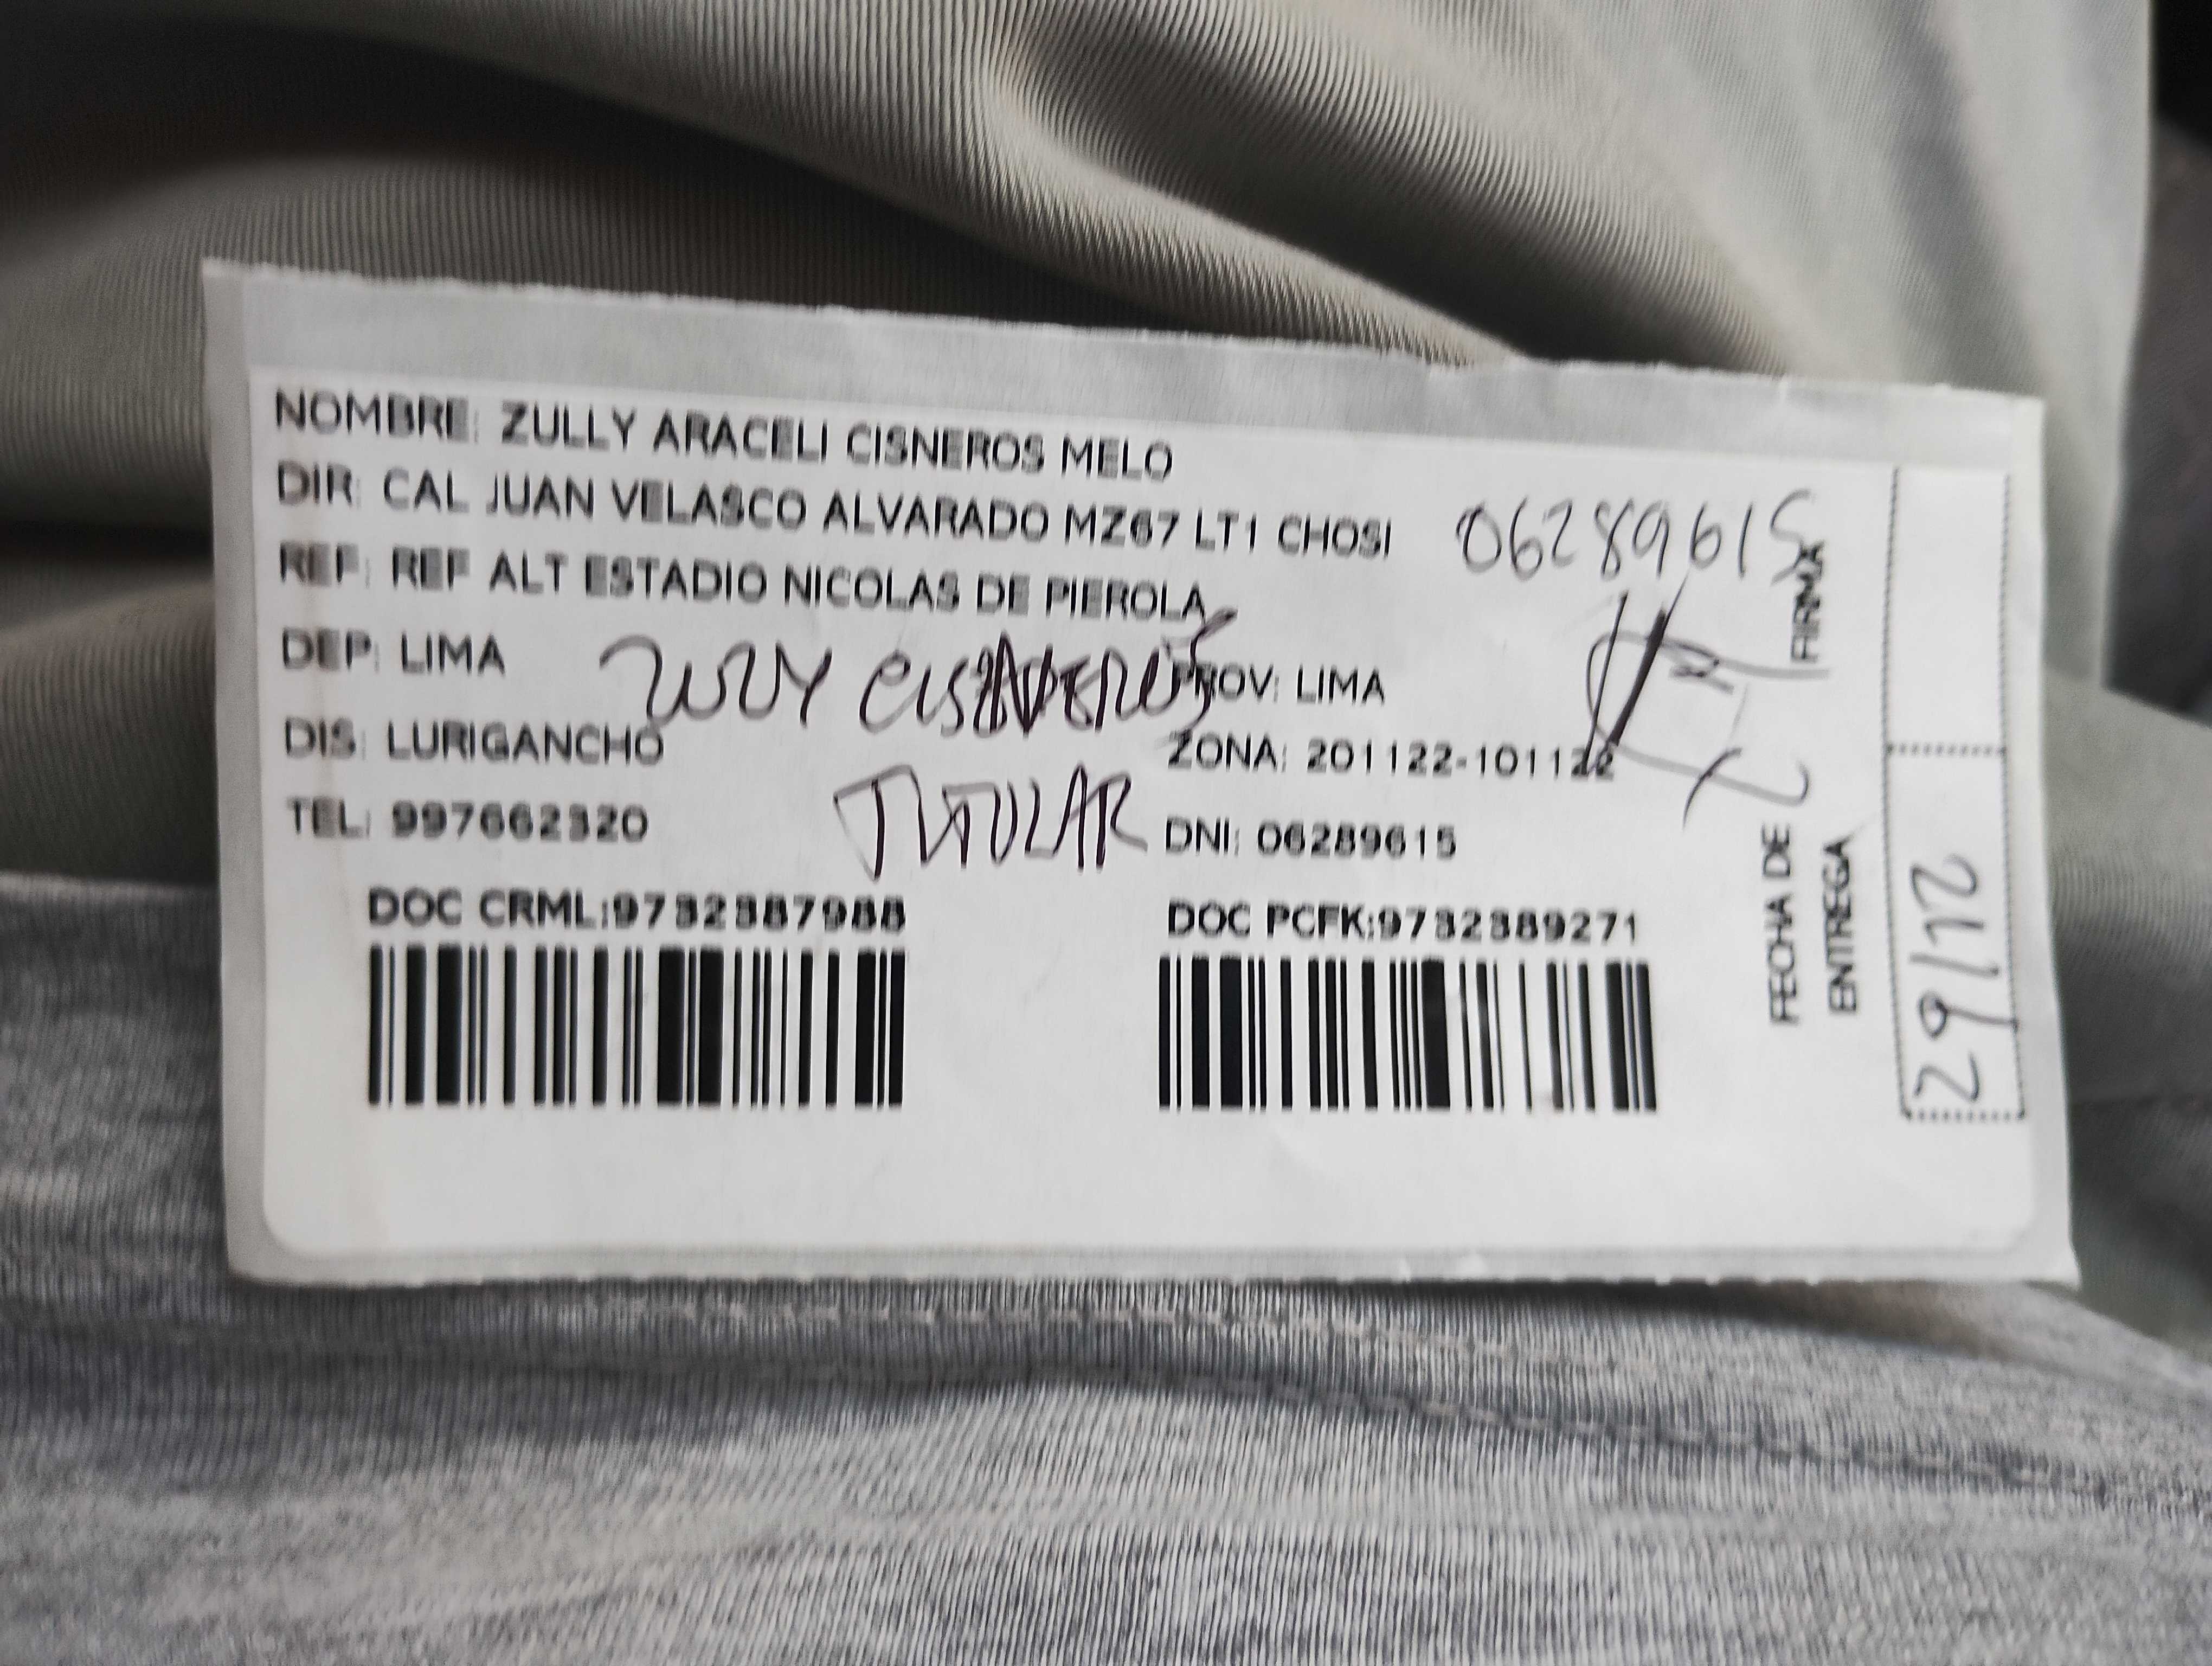 NOMBRE: ZULLY ARACELI CISNEROS MELO
DIR: CAL JUAN VELASCO ALVARADO MZ67 LT1 CHOSI
06289615
REF: REF ALT ESTADIO NICOLAS DE PIEROLA
DEP: LIMA
ZULLY CISNEROS
PROV: LIMA
DIS: LURIGANCHO
ZONA: 201122-101122
TEL: 997662320
TITULAR
DNI: 06289615
DOC CRML:9732387988
DOC PCFK:9732389271
FIRMA
FECHA DE
ENTREGA